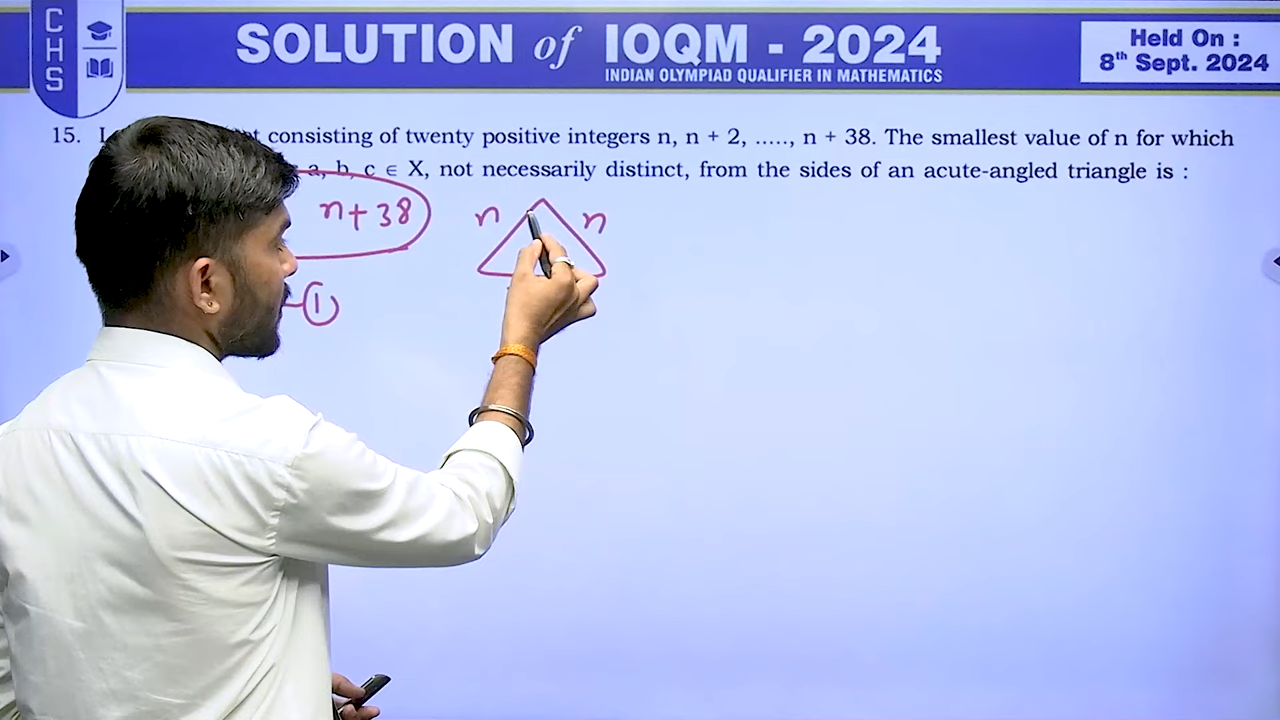 CHS
SOLUTION of IOQM - 2024
INDIAN OLYMPIAD QUALIFIER IN MATHEMATICS
Held On :
8th Sept. 2024
15. consisting of twenty positive integers n, n + 2, ....., n + 38. The smallest value of n for which
a, b, c ∈ X, not necessarily distinct, from the sides of an acute-angled triangle is :
n+38
n n
①